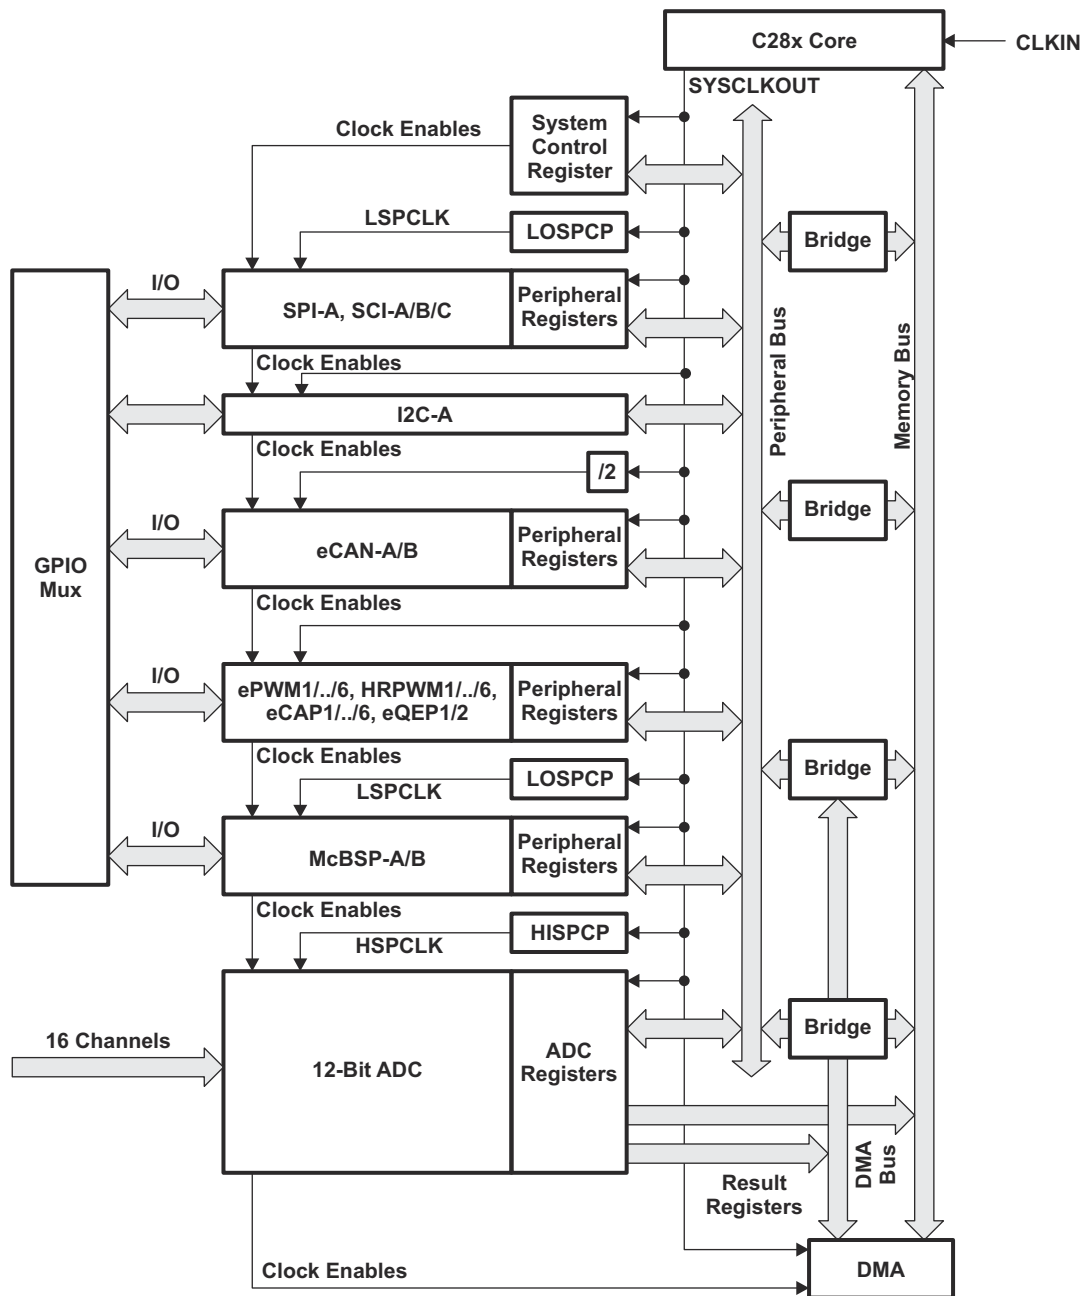 C28x Core
CLKIN
SYSCLKOUT
Clock Enables
System
Control
Register
LSPCLK
LOSPCP
Bridge
I/O
SPI-A, SCI-A/B/C
Peripheral
Registers
Peripheral Bus
Memory Bus
Clock Enables
I2C-A
Clock Enables
/2
Bridge
I/O
eCAN-A/B
Peripheral
Registers
GPIO
Mux
Clock Enables
I/O
ePWM1/../6, HRPWM1/../6,
eCAP1/../6, eQEP1/2
Peripheral
Registers
Clock Enables
LSPCLK
LOSPCP
Bridge
I/O
McBSP-A/B
Peripheral
Registers
Clock Enables
HSPCLK
HISPCP
16 Channels
12-Bit ADC
ADC
Registers
Bridge
Result
Registers
DMA
Bus
Clock Enables
DMA